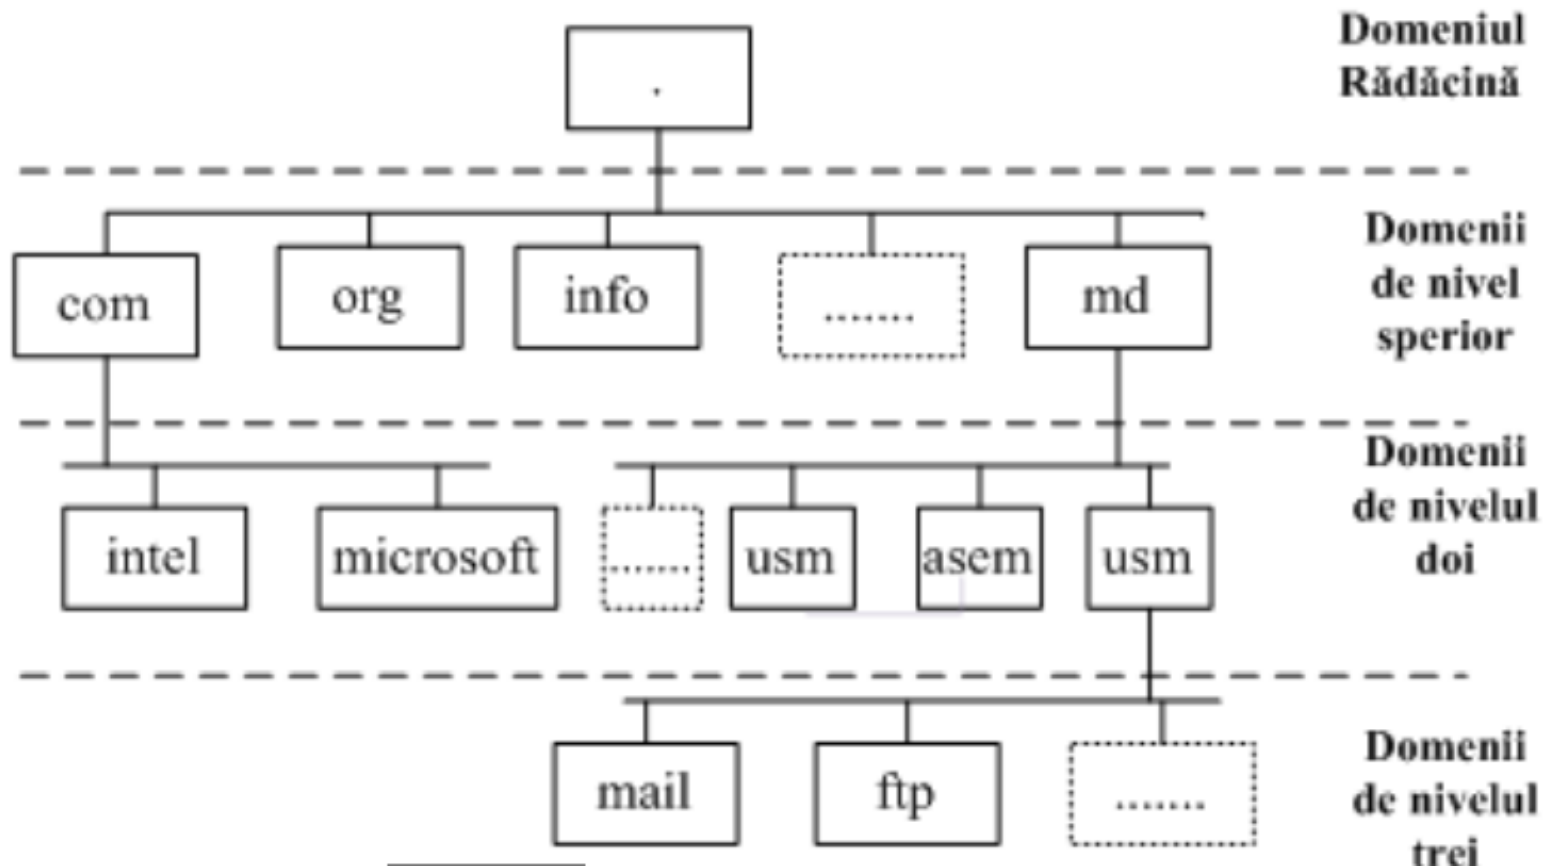 .
Domeniul
Rădăcină
com
org
info
.......
md
Domenii
de nivel
sperior
intel
microsoft
......
usm
asem
usm
Domenii
de nivelul
doi
mail
ftp
.......
Domenii
de nivelul
trei